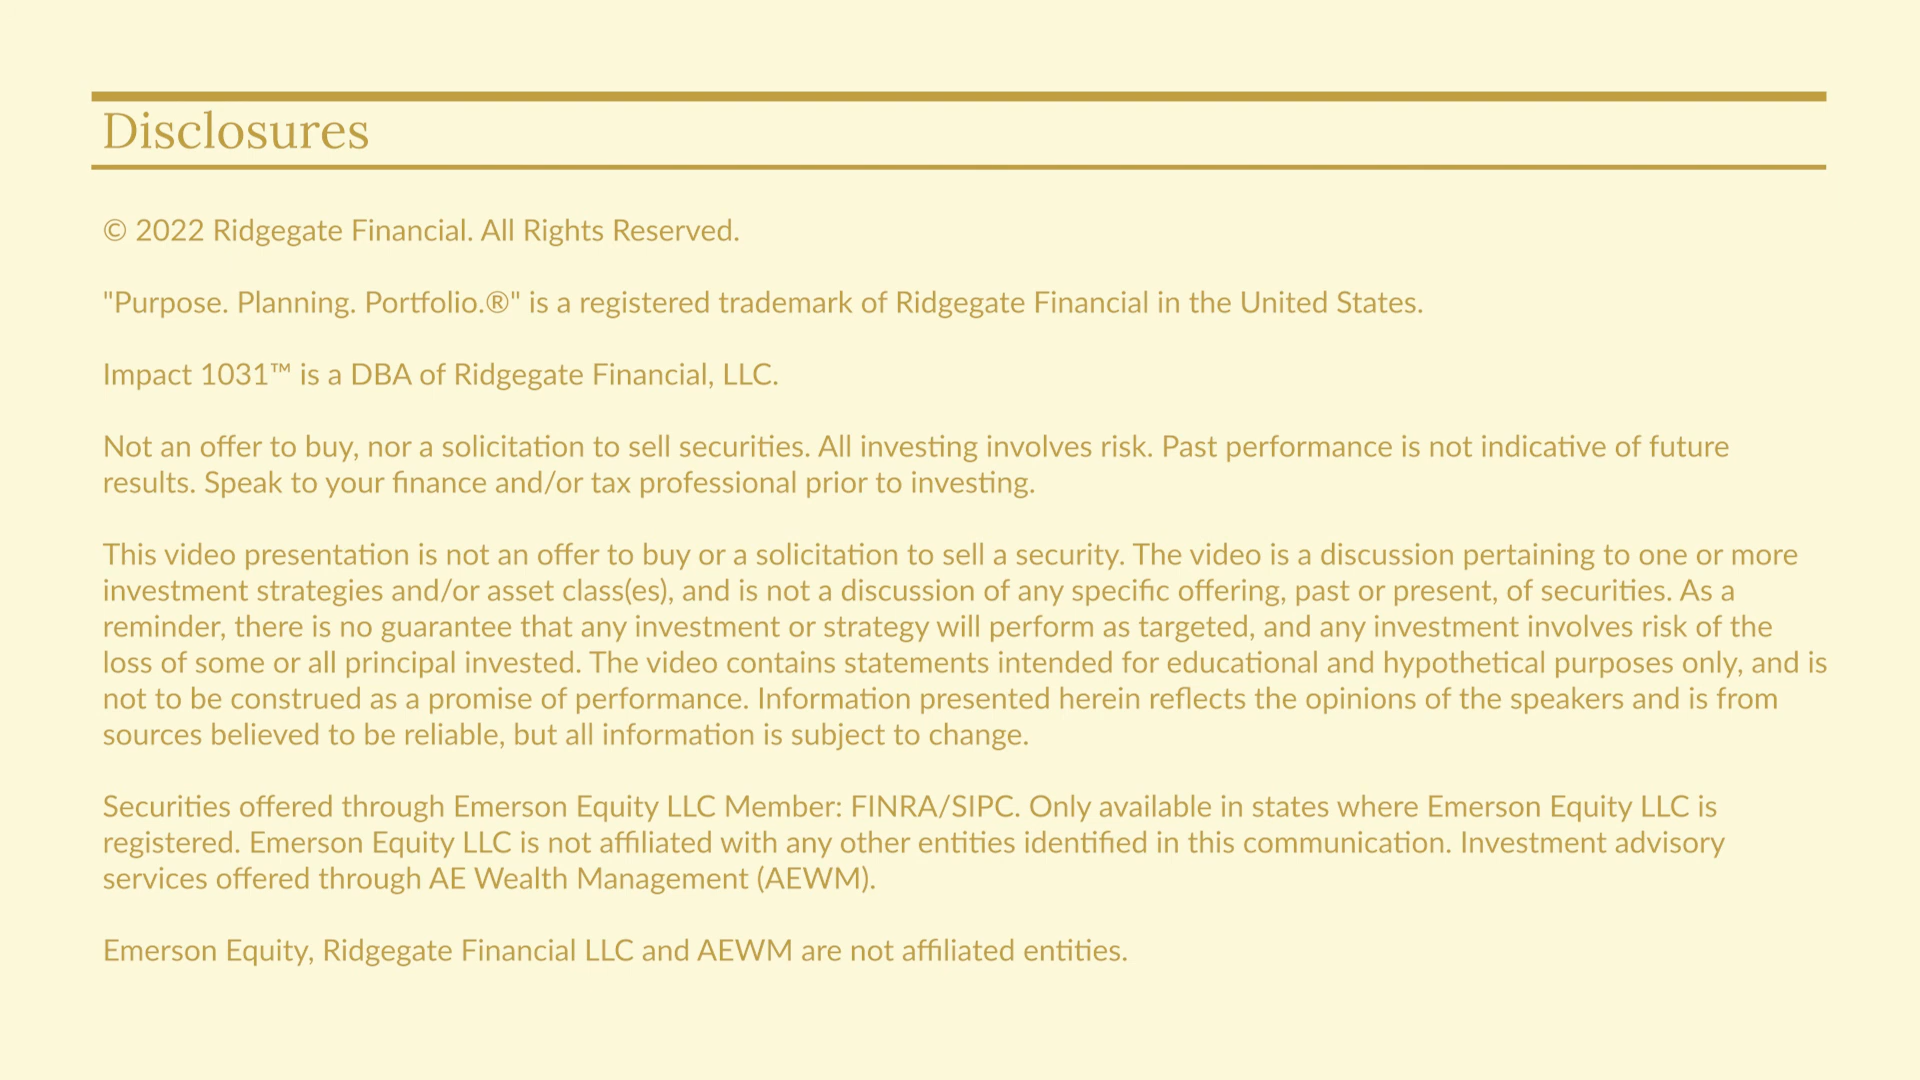 Disclosures
© 2022 Ridgegate Financial. All Rights Reserved.
"Purpose. Planning. Portfolio.®" is a registered trademark of Ridgegate Financial in the United States.
Impact 1031™ is a DBA of Ridgegate Financial, LLC.
Not an offer to buy, nor a solicitation to sell securities. All investing involves risk. Past performance is not indicative of future
results. Speak to your finance and/or tax professional prior to investing.
This video presentation is not an offer to buy or a solicitation to sell a security. The video is a discussion pertaining to one or more
investment strategies and/or asset class(es), and is not a discussion of any specific offering, past or present, of securities. As a
reminder, there is no guarantee that any investment or strategy will perform as targeted, and any investment involves risk of the
loss of some or all principal invested. The video contains statements intended for educational and hypothetical purposes only, and is
not to be construed as a promise of performance. Information presented herein reflects the opinions of the speakers and is from
sources believed to be reliable, but all information is subject to change.
Securities offered through Emerson Equity LLC Member: FINRA/SIPC. Only available in states where Emerson Equity LLC is
registered. Emerson Equity LLC is not affiliated with any other entities identified in this communication. Investment advisory
services offered through AE Wealth Management (AEWM).
Emerson Equity, Ridgegate Financial LLC and AEWM are not affiliated entities.